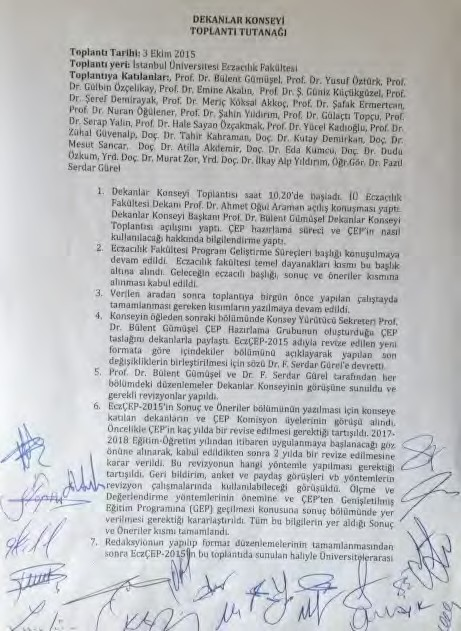 DEKANLAR KONSEYİ
TOPLANTI TUTANAĞI
Toplantı Tarihi: 3 Ekim 2015
Toplantı yeri: İstanbul Üniversitesi Eczacılık Fakültesi
Toplantıya Katılanlar; Prof. Dr. Bülent Gümüşel, Prof. Dr. Yusuf Öztürk, Prof.
Dr. Gülbin Özçelikay, Prof. Dr. Emine Akalın, Prof. Dr. Ş. Güniz Küçükgüzel, Prof.
Dr. Şeref Demirayak, Prof. Dr. Meriç Köksal Akkoç, Prof. Dr. Şafak Ermertcan,
Prof. Dr. Nuran Öğülener, Prof. Dr. Şahin Yıldırım, Prof. Dr. Gülaçtı Topçu, Prof.
Dr. Serap Yalın, Prof. Dr. Hale Sayan Özçakmak, Prof. Dr. Yücel Kadıoğlu, Prof. Dr.
Zühal Güvenalp, Doç. Dr. Tahir Kahraman, Doç. Dr. Kutay Demirkan, Doç. Dr.
Mesut Sancar, Doç. Dr. Atilla Akdemir, Doç. Dr. Eda Kumcu, Doç. Dr. Dudu
Özkum, Yrd. Doç. Dr. Murat Zor, Yrd. Doç. Dr. İlkay Alp Yıldırım, Öğr.Gör. Dr. Fazil
Serdar Gürel
1. Dekanlar Konseyi Toplantısı saat 10.20'de başladı. İÜ Eczacılık
Fakültesi Dekanı Prof. Dr. Ahmet Oğul Araman açılış konuşması yaptı.
Dekanlar Konseyi Başkanı Prof. Dr. Bülent Gümüşel Dekanlar Konseyi
Toplantısı açılışını yaptı. ÇEP hazırlama süreci ve ÇEP'in nasıl
kullanılacağı hakkında bilgilendirme yaptı.
2. Eczacılık Fakültesi Program Geliştirme Süreçleri başlığı konuşulmaya
devam edildi. Eczacılık fakültesi temel dayanakları kısmı bu başlık
altına alındı. Geleceğin eczacılı başlığı, sonuç ve öneriler kısmına
alınması kabul edildi.
3. Verilen aradan sonra toplantıya birgün önce yapılan çalıştayda
tamamlanması gereken kısımların yazılmaya devam edildi.
4. Konseyin öğleden sonraki bölümünde Konsey Yürütücü Sekreteri Prof.
Dr. Bülent Gümüşel ÇEP Hazırlama Grubunun oluşturduğu ÇEP
taslağını dekanlarla paylaştı. EczÇEP-2015 adıyla revize edilen yeni
formata göre içindekiler bölümünü açıklayarak yapılan son
değişikliklerin birleştirilmesi için sözü Dr. F. Serdar Gürel'e devretti.
5. Prof. Dr. Bülent Gümüşel ve Dr. F. Serdar Gürel tarafından her
bölümdeki düzenlemeler Dekanlar Konseyinin görüşüne sunuldu ve
gerekli revizyonlar yapıldı.
6. EczÇEP-2015'in Sonuç ve Öneriler bölümünün yazılması için konseye
katılan dekanların ve ÇEP Komisyon üyelerinin görüşü alındı.
Öncelikle ÇEP'in kaç yılda bir revise edilmesi gerektiği tartışıldı. 2017-
2018 Eğitim-Öğretim yılından itibaren uygulanmaya başlanacağı göz
önüne alınarak, kabul edildikten sonra 2 yılda bir revize edilmesine
karar verildi. Bu revizyonun hangi yöntemle yapılması gerektiği
tartışıldı. Geri bildirim, anket ve paydaş görüşleri vb yöntemlerin
revizyon çalışmalarında kullanılabileceği görüşüldü. Ölçme ve
Değerlendirme yöntemlerinin önemine ve ÇEP'ten Genişletilmiş
Eğitim Programına (GEP) geçilmesi konusuna sonuç bölümünde yer
verilmesi gerektiği kararlaştırıldı. Tüm bu bilgilerin yer aldığı Sonuç
ve Öneriler kısmı tamamlandı.
7. Redaksiyonun yapılıp format düzenlemelerinin tamamlanmasından
sonra EczÇEP-2015'in bu toplantıda sunulan haliyle Üniversitelerarası